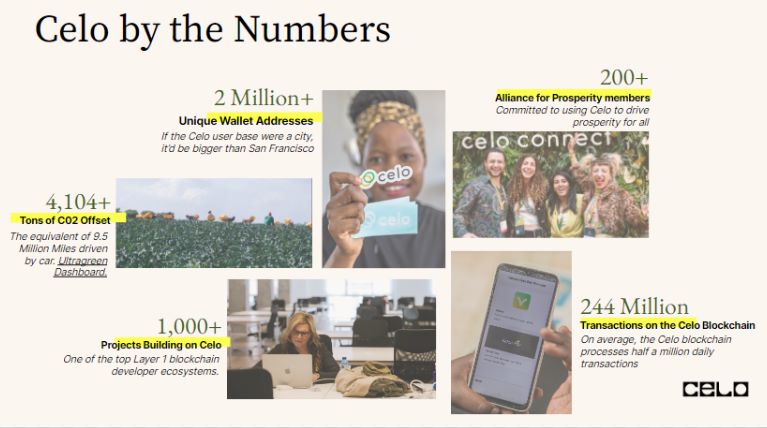 Celo by the Numbers
2 Million+
Unique Wallet Addresses
If the Celo user base were a city,
it'd be bigger than San Francisco
200+
Alliance for Prosperity members
Committed to using Celo to drive
prosperity for all
celo
celo
celo connect
4,104+
Tons of C02 Offset
The equivalent of 9.5
Million Miles driven
by car. Ultragreen
Dashboard.
1,000+
Projects Building on Celo
One of the top Layer 1 blockchain
developer ecosystems.
244 Million
Transactions on the Celo Blockchain
On average, the Celo blockchain
processes half a million daily
transactions
CELO